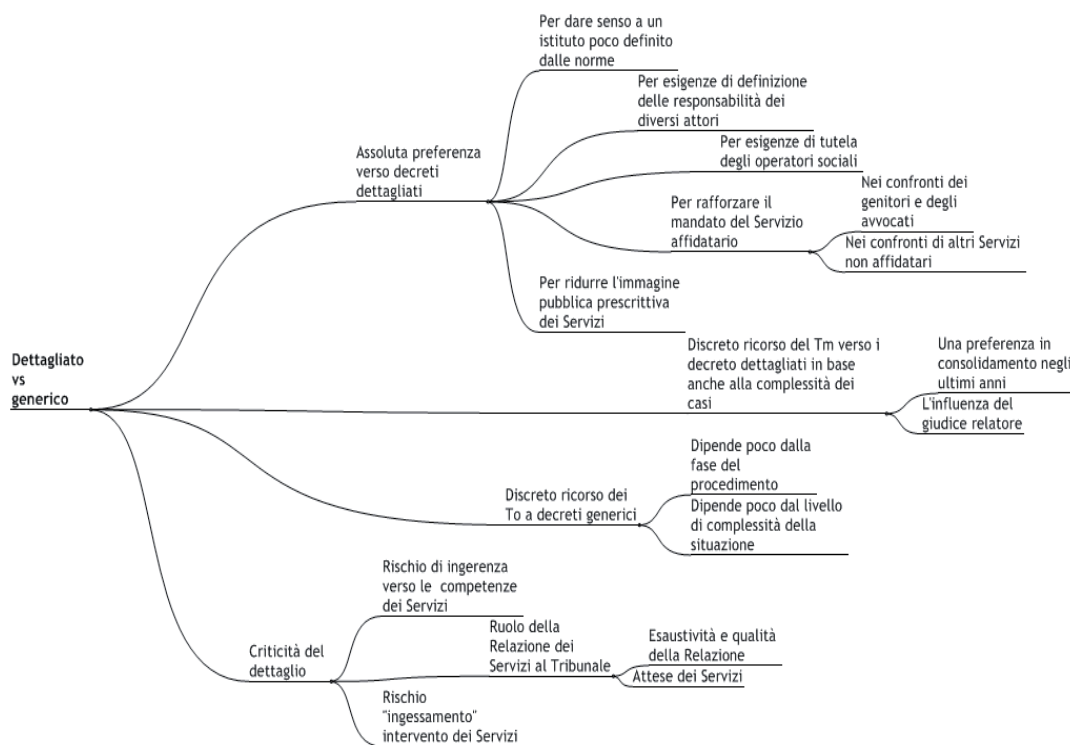 Dettagliato
vs
generico
Assoluta preferenza
verso decreti
dettagliati
Per dare senso a un
istituto poco definito
dalle norme
Per esigenze di definizione
delle responsabilità dei
diversi attori
Per esigenze di tutela
degli operatori sociali
Per rafforzare il
mandato del Servizio
affidatario
Nei confronti dei
genitori e degli
avvocati
Nei confronti di altri Servizi
non affidatari
Per ridurre l'immagine
pubblica prescrittiva
dei Servizi
Discreto ricorso del Tm verso i
decreto dettagliati in base
anche alla complessità dei
casi
Una preferenza in
consolidamento negli
ultimi anni
L'influenza del
giudice relatore
Discreto ricorso dei
To a decreti generici
Dipende poco dalla
fase del
procedimento
Dipende poco dal livello
di complessità della
situazione
Criticità del
dettaglio
Rischio di ingerenza
verso le competenze
dei Servizi
Ruolo della
Relazione dei
Servizi al Tribunale
Esaustività e qualità
della Relazione
Attese dei Servizi
Rischio
"ingessamento"
intervento dei Servizi